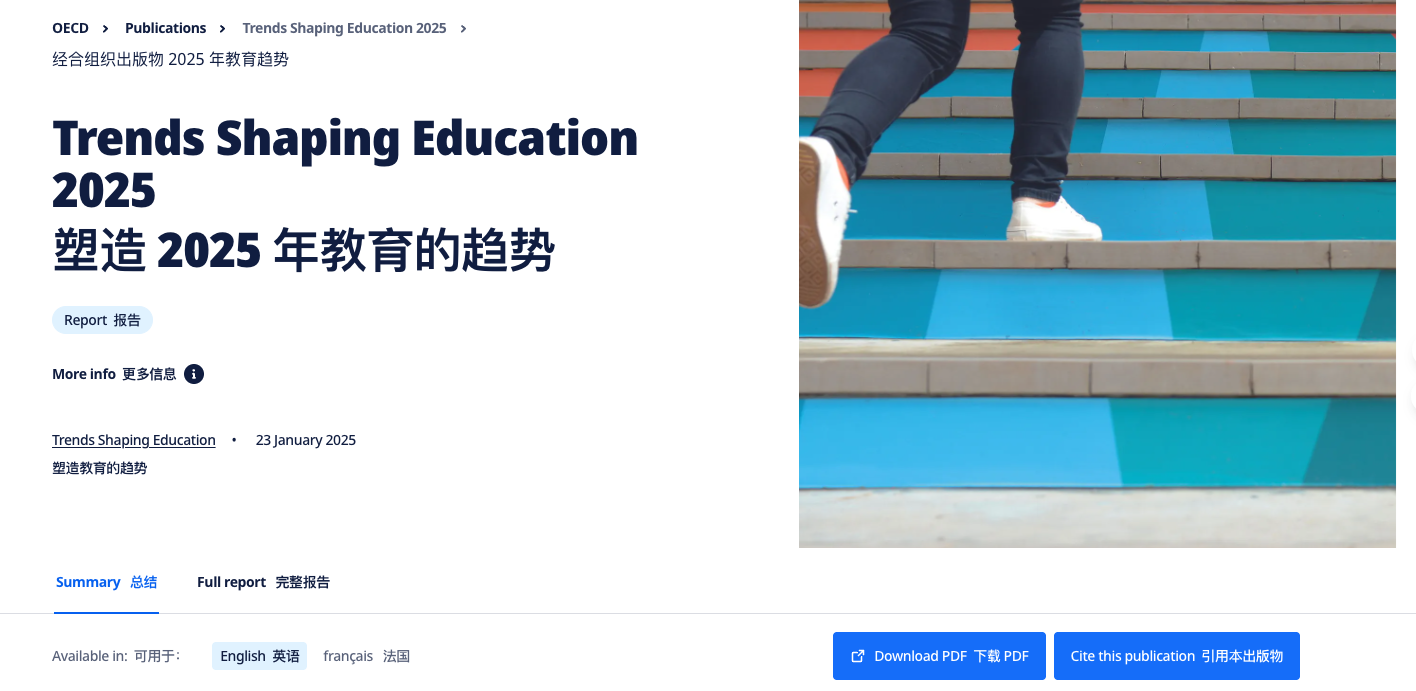 OECD > Publications > Trends Shaping Education 2025 >
经合组织出版物 2025 年教育趋势
Trends Shaping Education
2025
塑造 2025 年教育的趋势
Report 报告
More info 更多信息
Trends Shaping Education • 23 January 2025
塑造教育的趋势
Summary 总结 Full report 完整报告
Available in: 可用于： English 英语 français 法国
Download PDF 下载 PDF Cite this publication 引用本出版物